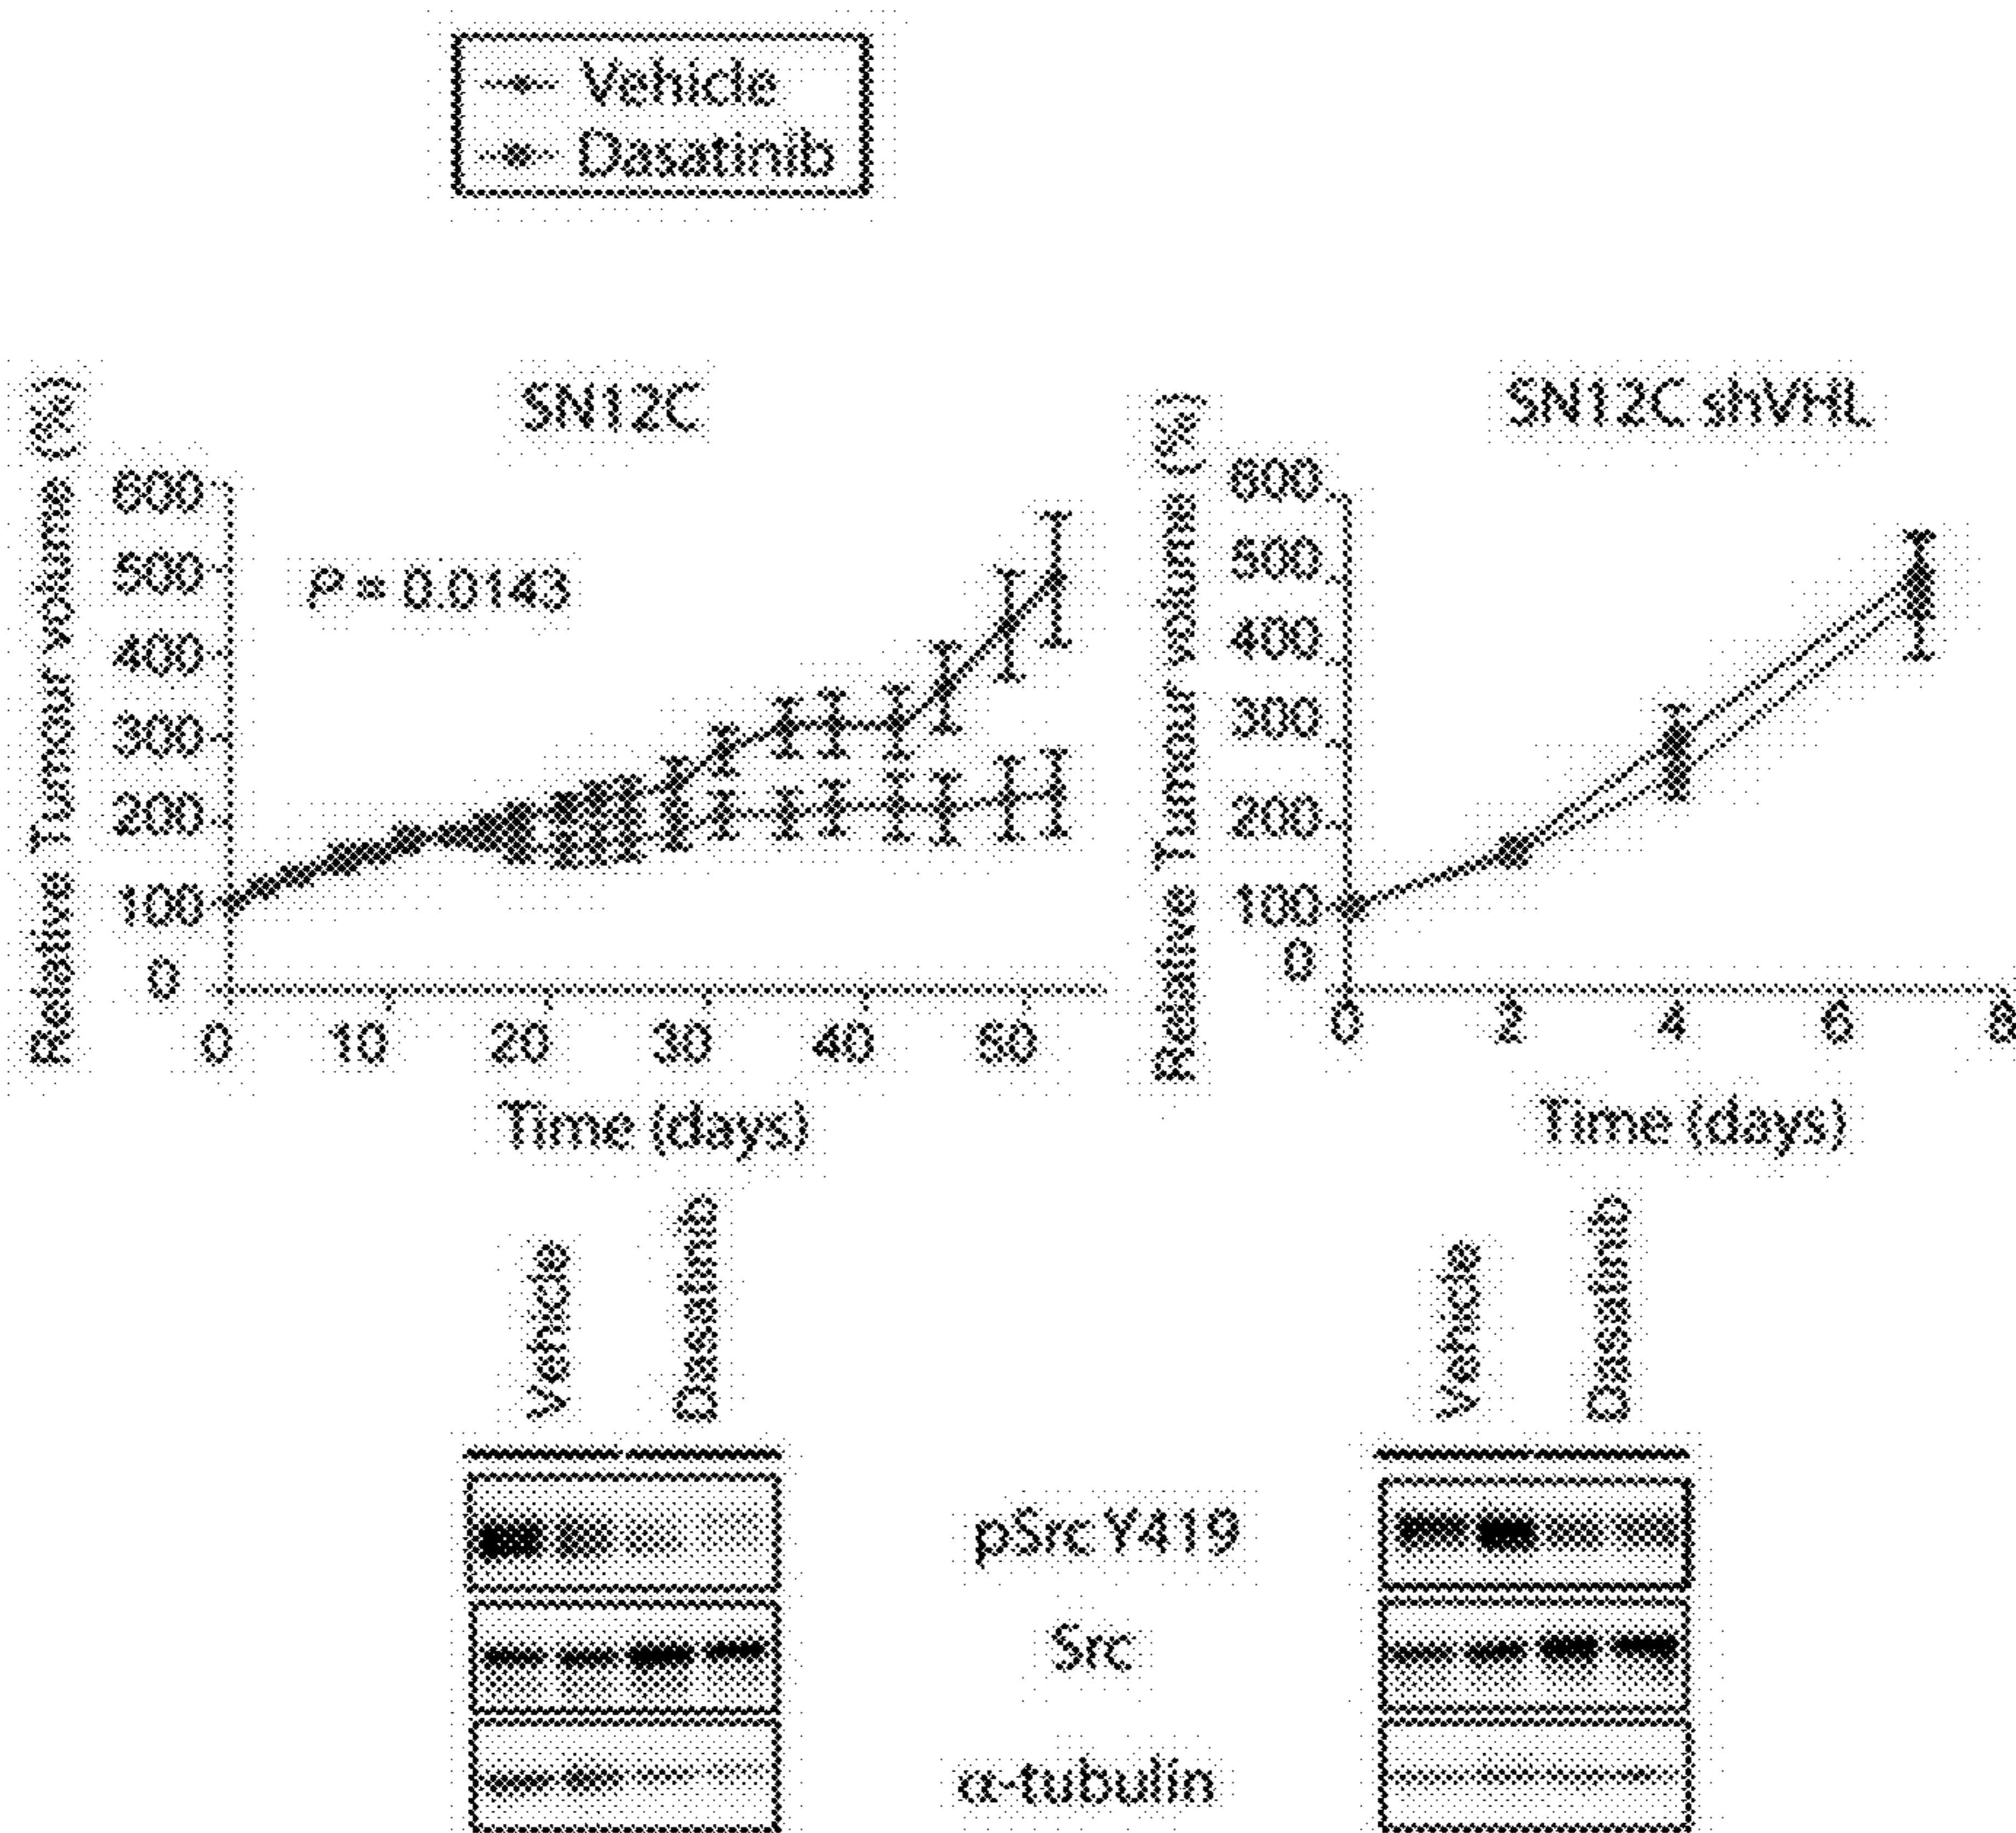 Vehicle
Dasatinib
SN12C
Relative Tumour volume (%)
600
500
400
300
200
100
0
P = 0.0143
0 10 20 30 40 50
Time (days)
SN12C shVHL
Relative Tumour volume (%)
600
500
400
300
200
100
0
0 2 4 6 8
Time (days)
Vehicle
Dasatinib
Vehicle
Dasatinib
pSrc Y419
Src
α-tubulin